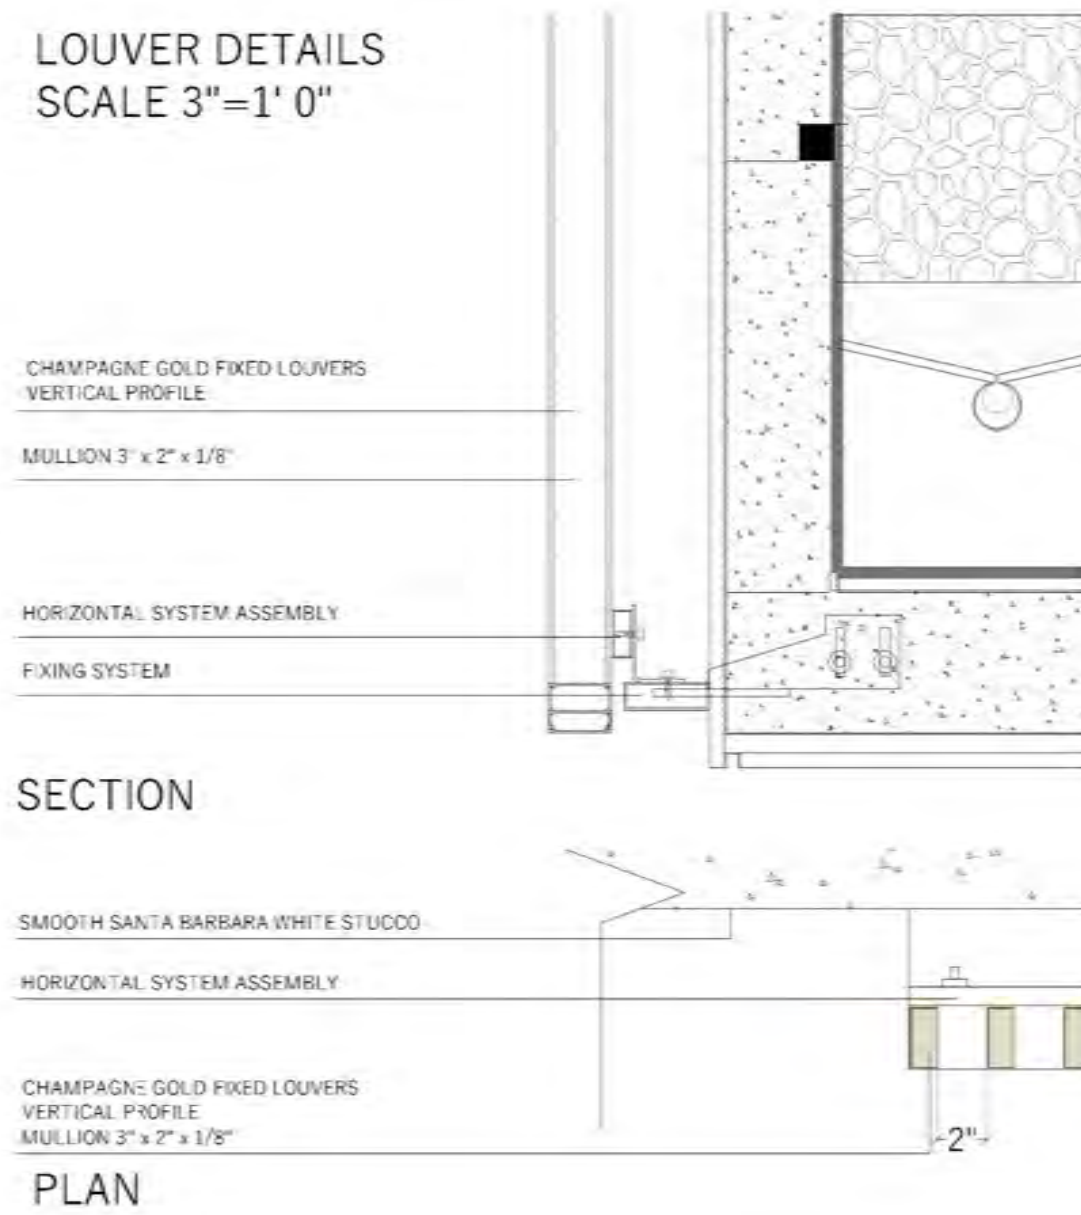 LOUVER DETAILS
SCALE 3"=1' 0"
CHAMPAGNE GOLD FIXED LOUVERS
VERTICAL PROFILE
MULLION 3" x 2" x 1/8"
HORIZONTAL SYSTEM ASSEMBLY
FIXING SYSTEM
SECTION
SMOOTH SANTA BARBARA WHITE STUCCO
HORIZONTAL SYSTEM ASSEMBLY
CHAMPAGNE GOLD FIXED LOUVERS
VERTICAL PROFILE
MULLION 3" x 2" x 1/8"
2"
PLAN